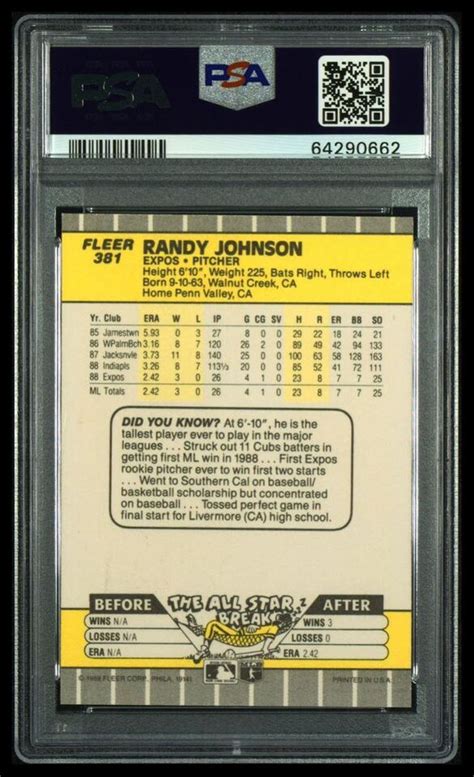 PSA
PSA
64290662
FLEER RANDY JOHNSON
381 EXPOS • PITCHER
Height 6'10", Weight 225, Bats Right, Throws Left
Born 9-10-63, Walnut Creek, CA
Home Penn Valley, CA
Yr. Club ERA W L IP G CG SV H R ER BB SO
85 Jamestwn 5.93 0 3 27 8 0 0 29 22 18 24 21
86 WPalmBch 3.16 8 7 120 26 2 0 89 49 42 94 133
87 Jacksnvle 3.73 11 8 140 25 0 0 100 63 58 128 163
88 Indiapls 3.26 8 7 113⅓ 20 0 0 85 52 41 72 111
88 Expos 2.42 3 0 26 4 1 0 23 8 7 7 25
ML Totals 2.42 3 0 26 4 1 0 23 8 7 7 25
DID YOU KNOW? At 6'-10", he is the
tallest player ever to play in the major
leagues . . . Struck out 11 Cubs batters in
getting first ML win in 1988 . . . First Expos
rookie pitcher ever to win first two starts
. . . Went to Southern Cal on baseball/
basketball scholarship but concentrated
on baseball . . . Tossed perfect game in
final start for Livermore (CA) high school.
BEFORE THE ALL STAR BREAK AFTER
WINS N/A WINS 3
LOSSES N/A LOSSES 0
ERA N/A ERA 2.42
FLEER CORP., PHILA. 19141 PRINTED IN U.S.A.